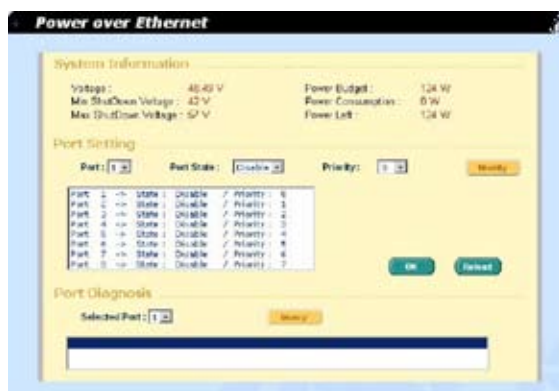 Power over Ethernet
System Information
Voltage : 48.49 V Power Budget : 124 W
Min ShutDown Voltage : 42 V Power Consumption : 0 W
Max ShutDown Voltage : 57 V Power Left : 124 W
Port Setting
Port : 1 Port State : Disable Priority : Modify
Port 1 -> State : Disable / Priority : 0
Port 2 -> State : Disable / Priority : 1
Port 3 -> State : Disable / Priority : 2
Port 4 -> State : Disable / Priority : 3
Port 5 -> State : Disable / Priority : 4
Port 6 -> State : Disable / Priority : 5
Port 7 -> State : Disable / Priority : 6
Port 8 -> State : Disable / Priority : 7
OK Reload
Port Diagnosis
Selected Port : 1